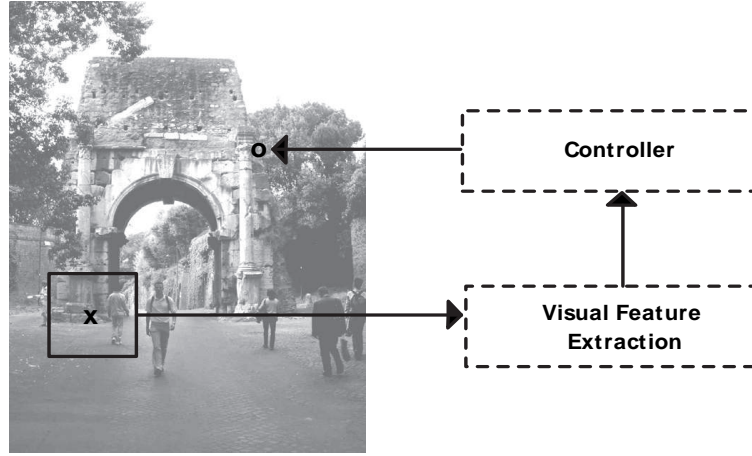 o
Controller
x
Visual Feature
Extraction